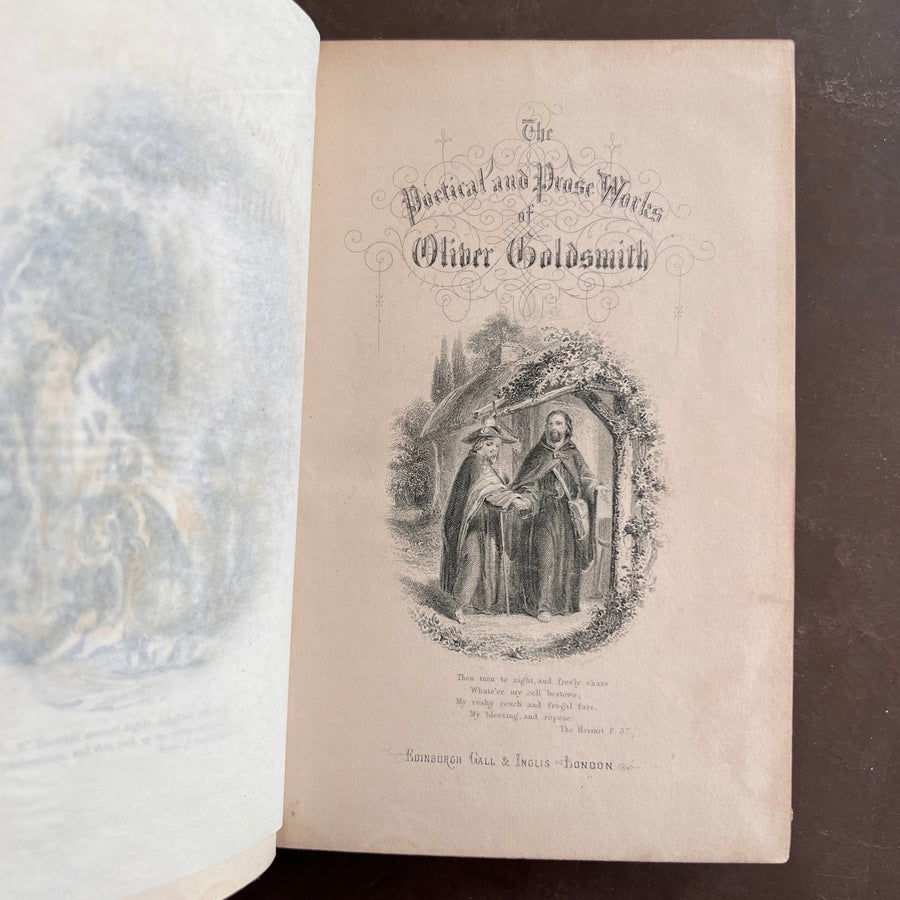 The
Poetical and Prose Works
of
Oliver Goldsmith
Then turn to night, and freely share
Whate'er my cell bestows,
My rushy couch and frugal fare,
My blessing, and repose
The Hermit P 87,
Edinburgh Gall & Inglis London